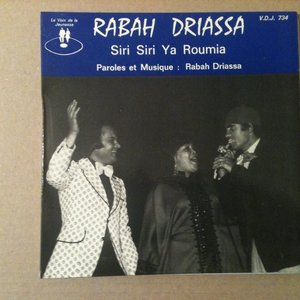 La Voix de la
Jeunesse
RABAH DRIASSA
V.D.J. 734
Siri Siri Ya Roumia
Paroles et Musique : Rabah Driassa